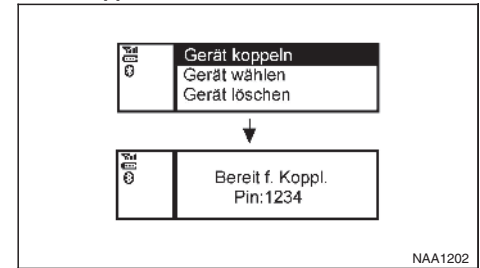 Gerät koppeln
Gerät wählen
Gerät löschen
Bereit f. Koppl.
Pin:1234
NAA1202